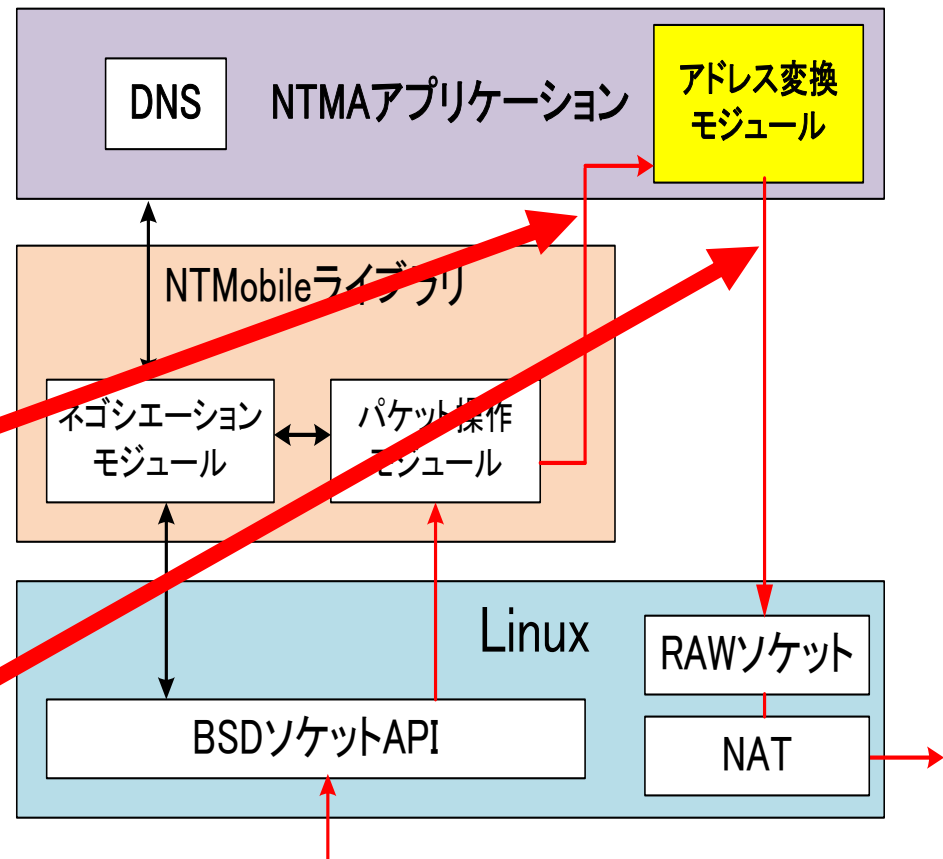 DNS
NTMAアプリケーション
アドレス変換
モジュール
NTMobileライブラリ
ネゴシエーション
モジュール
パケット操作
モジュール
Linux
RAWソケット
BSDソケットAPI
NAT